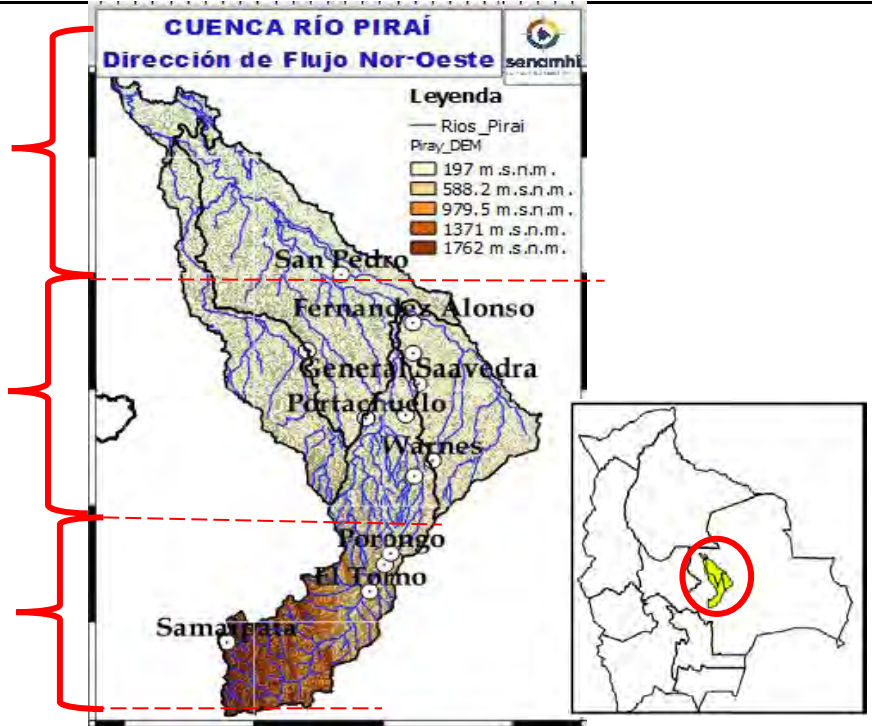 CUENCA RÍO PIRAÍ
Dirección de Flujo Nor-Oeste
senamhi
Leyenda
Rios_Pirai
Piray_DEM
197 m.s.n.m.
588.2 m.s.n.m.
979.5 m.s.n.m.
1371 m.s.n.m.
1762 m.s.n.m.
San Pedro
Fernandez Alonso
General Saavedra
Portachuelo
Warnes
Porongo
El Torno
Samaipata